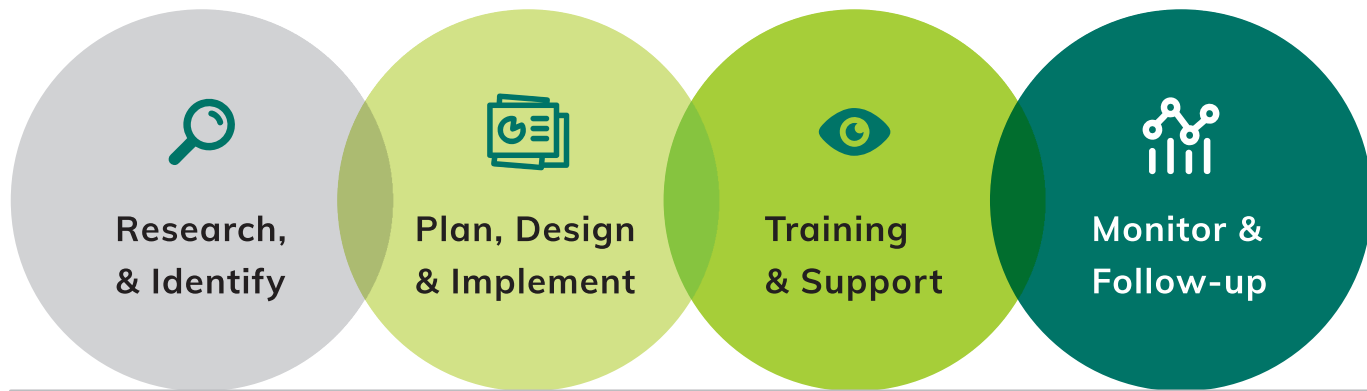 Research,
& Identify
Plan, Design
& Implement
Training
& Support
Monitor &
Follow-up